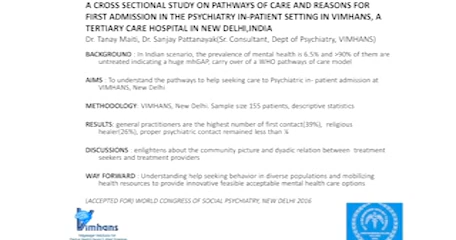 A CROSS SECTIONAL STUDY ON PATHWAYS OF CARE AND REASONS FOR
FIRST ADMISSION IN THE PSYCHIATRY IN-PATIENT SETTING IN VIMHANS, A
TERTIARY CARE HOSPITAL IN NEW DELHI,INDIA
Dr. Tanay Maiti, Dr. Sanjay Pattanayak(Sr. Consultant, Dept of Psychiatry, VIMHANS)
BACKGROUND : In Indian scenario, the prevalence of mental health is 6.5% and >90% of them are
untreated indicating a huge mhGAP, carry over of a WHO pathways of care model
AIMS : To understand the pathways to help seeking care to Psychiatric in- patient admission at
VIMHANS, New Delhi
METHODOLOGY: VIMHANS, New Delhi: Sample size 155 patients, descriptive statistics
RESULTS: general practitioners are the highest number of first contact(39%), religious
healer(26%), proper psychiatric contact remained less than ¼
DISCUSSIONS : enlightens about the community picture and dyadic relation between treatment
seekers and treatment providers
WAY FORWARD : Understanding help seeking behavior in diverse populations and mobilizing
health resources to provide innovative feasible acceptable mental health care options
(ACCEPTED FOR) WORLD CONGRESS OF SOCIAL PSYCHIATRY, NEW DELHI 2016
Vimhans